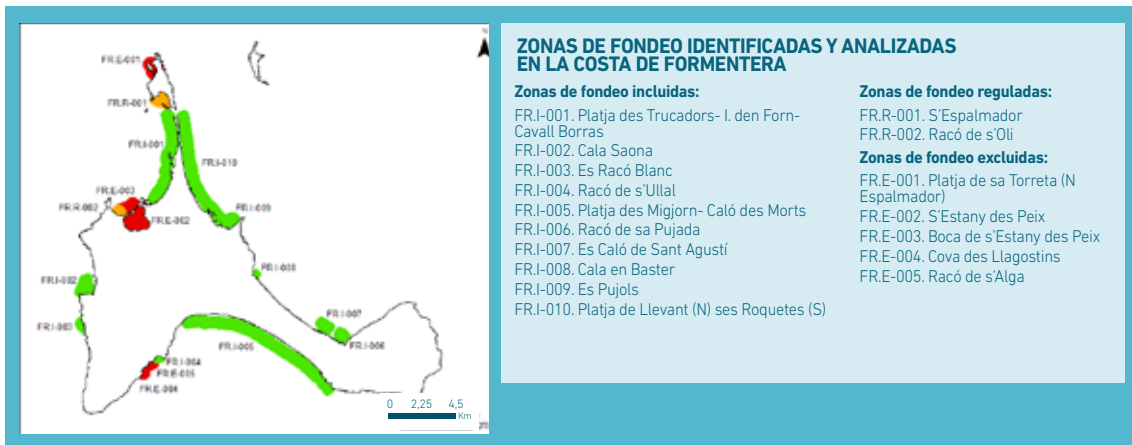 FR.E-001
FR.R-001
FR.I-001
FR.I-010
FR.E-003
FR.R-002
FR.E-002
FR.I-009
FR.I-008
FR.I-002
FR.I-003
FR.I-007
FR.I-006
FR.I-005
FR.I-004
FR.E-005
FR.E-004
0 2,25 4,5
Km
ZONAS DE FONDEO IDENTIFICADAS Y ANALIZADAS
EN LA COSTA DE FORMENTERA
Zonas de fondeo incluidas:
FR.I-001. Platja des Trucadors- I. den Forn-
Cavall Borras
FR.I-002. Cala Saona
FR.I-003. Es Racó Blanc
FR.I-004. Racó de s'Ullal
FR.I-005. Platja des Migjorn- Caló des Morts
FR.I-006. Racó de sa Pujada
FR.I-007. Es Caló de Sant Agustí
FR.I-008. Cala en Baster
FR.I-009. Es Pujols
FR.I-010. Platja de Llevant (N) ses Roquetes (S)
Zonas de fondeo reguladas:
FR.R-001. S'Espalmador
FR.R-002. Racó de s'Oli
Zonas de fondeo excluidas:
FR.E-001. Platja de sa Torreta (N
Espalmador)
FR.E-002. S'Estany des Peix
FR.E-003. Boca de s'Estany des Peix
FR.E-004. Cova des Llagostins
FR.E-005. Racó de s'Alga